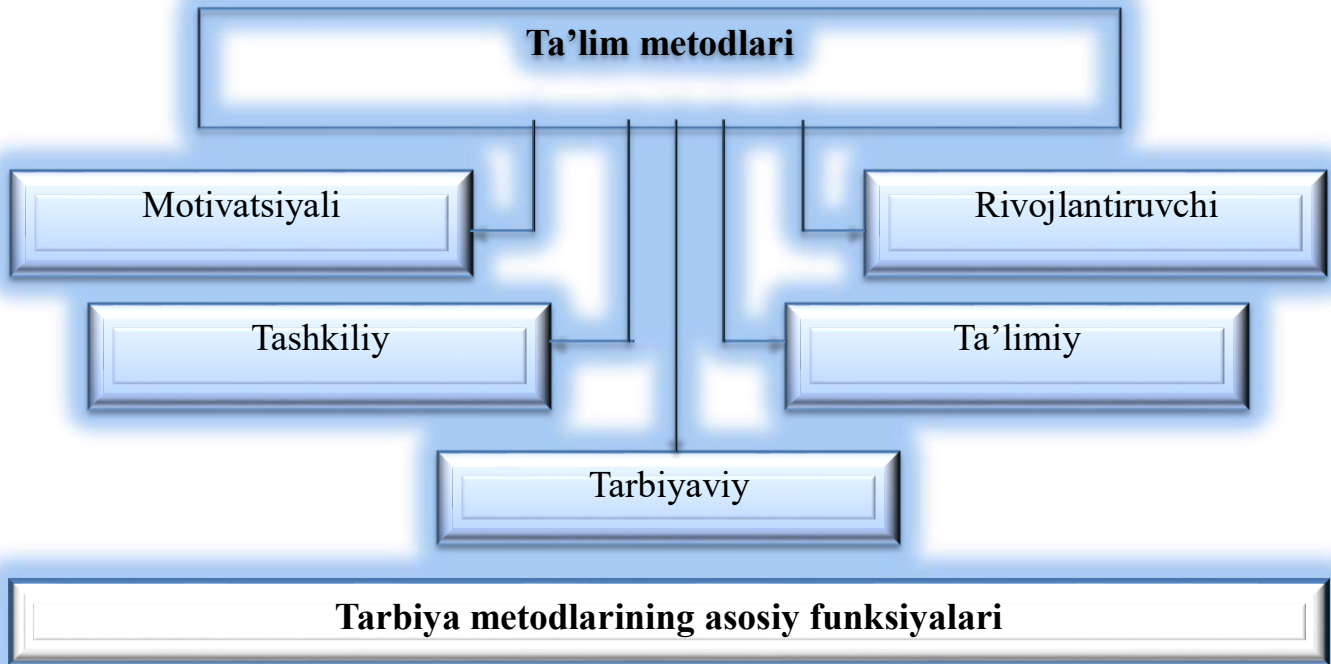 Ta’lim metodlari
Motivatsiyali
Rivojlantiruvchi
Tashkiliy
Ta’limiy
Tarbiyaviy
Tarbiya metodlarining asosiy funksiyalari